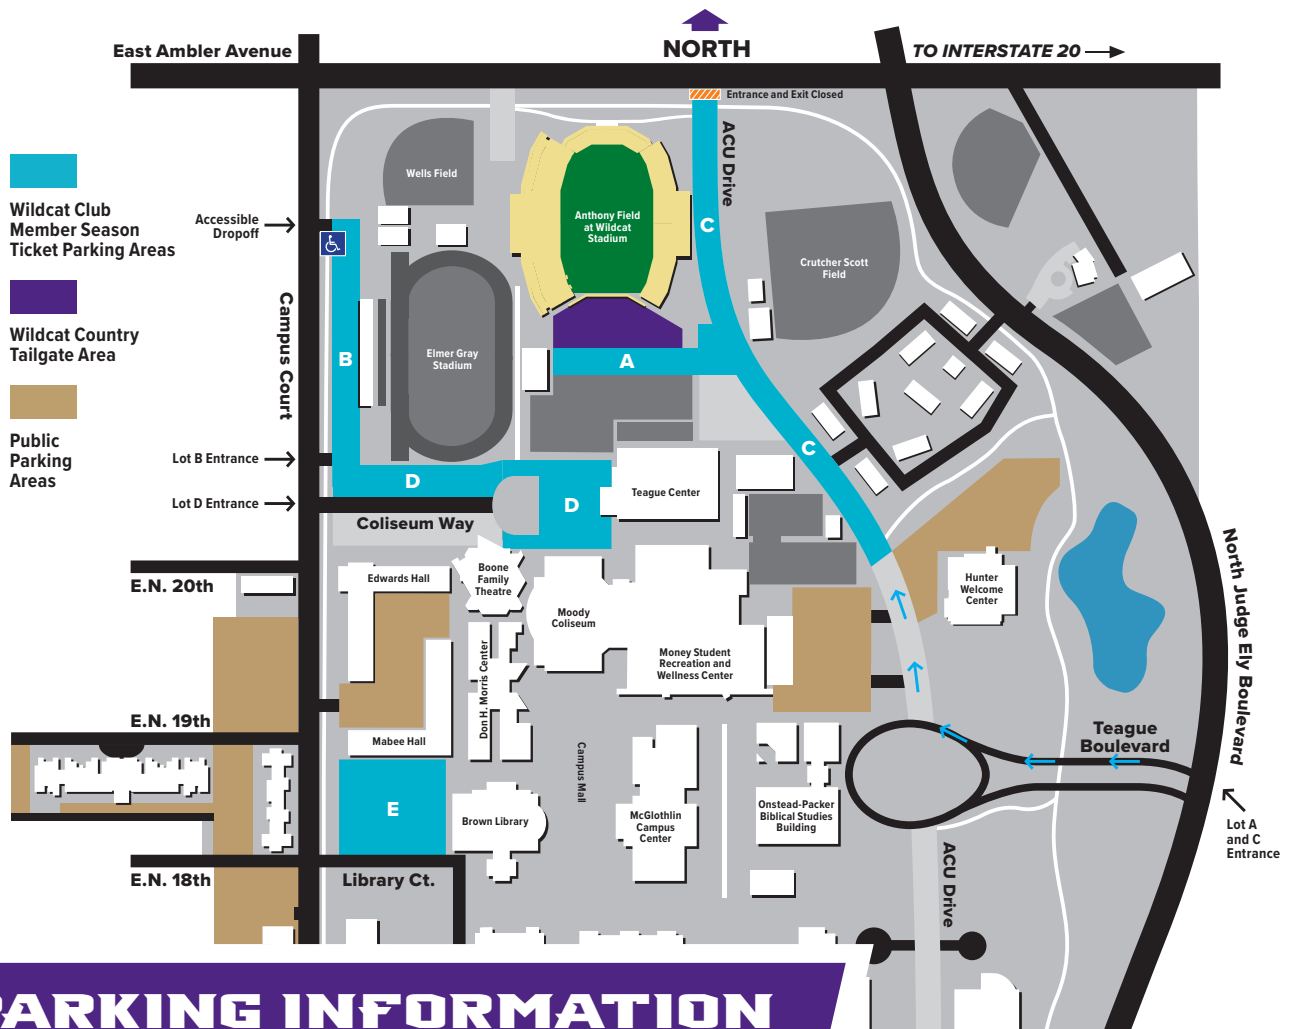 NORTH
East Ambler Avenue
TO INTERSTATE 20
Entrance and Exit Closed
ACU Drive
Wildcat Club
Member Season
Ticket Parking Areas
Wildcat Country
Tailgate Area
Public
Parking
Areas
Accessible
Dropoff
Campus Court
Lot B Entrance
Lot D Entrance
Wells Field
Anthony Field
at Wildcat
Stadium
C
Crutcher Scott
Field
B
Elmer Gray
Stadium
A
C
D
D
Teague Center
Coliseum Way
E.N. 20th
Edwards Hall
Boone
Family
Theatre
Moody
Coliseum
Hunter
Welcome
Center
North Judge Ely Boulevard
Money Student
Recreation and
Wellness Center
Don H. Morris Center
E.N. 19th
Mabee Hall
Campus Mall
Teague
Boulevard
E
Brown Library
McGlothlin
Campus
Center
Onstead-Packer
Biblical Studies
Building
Lot A
and C
Entrance
E.N. 18th
Library Ct.
ACU Drive
PARKING INFORMATION